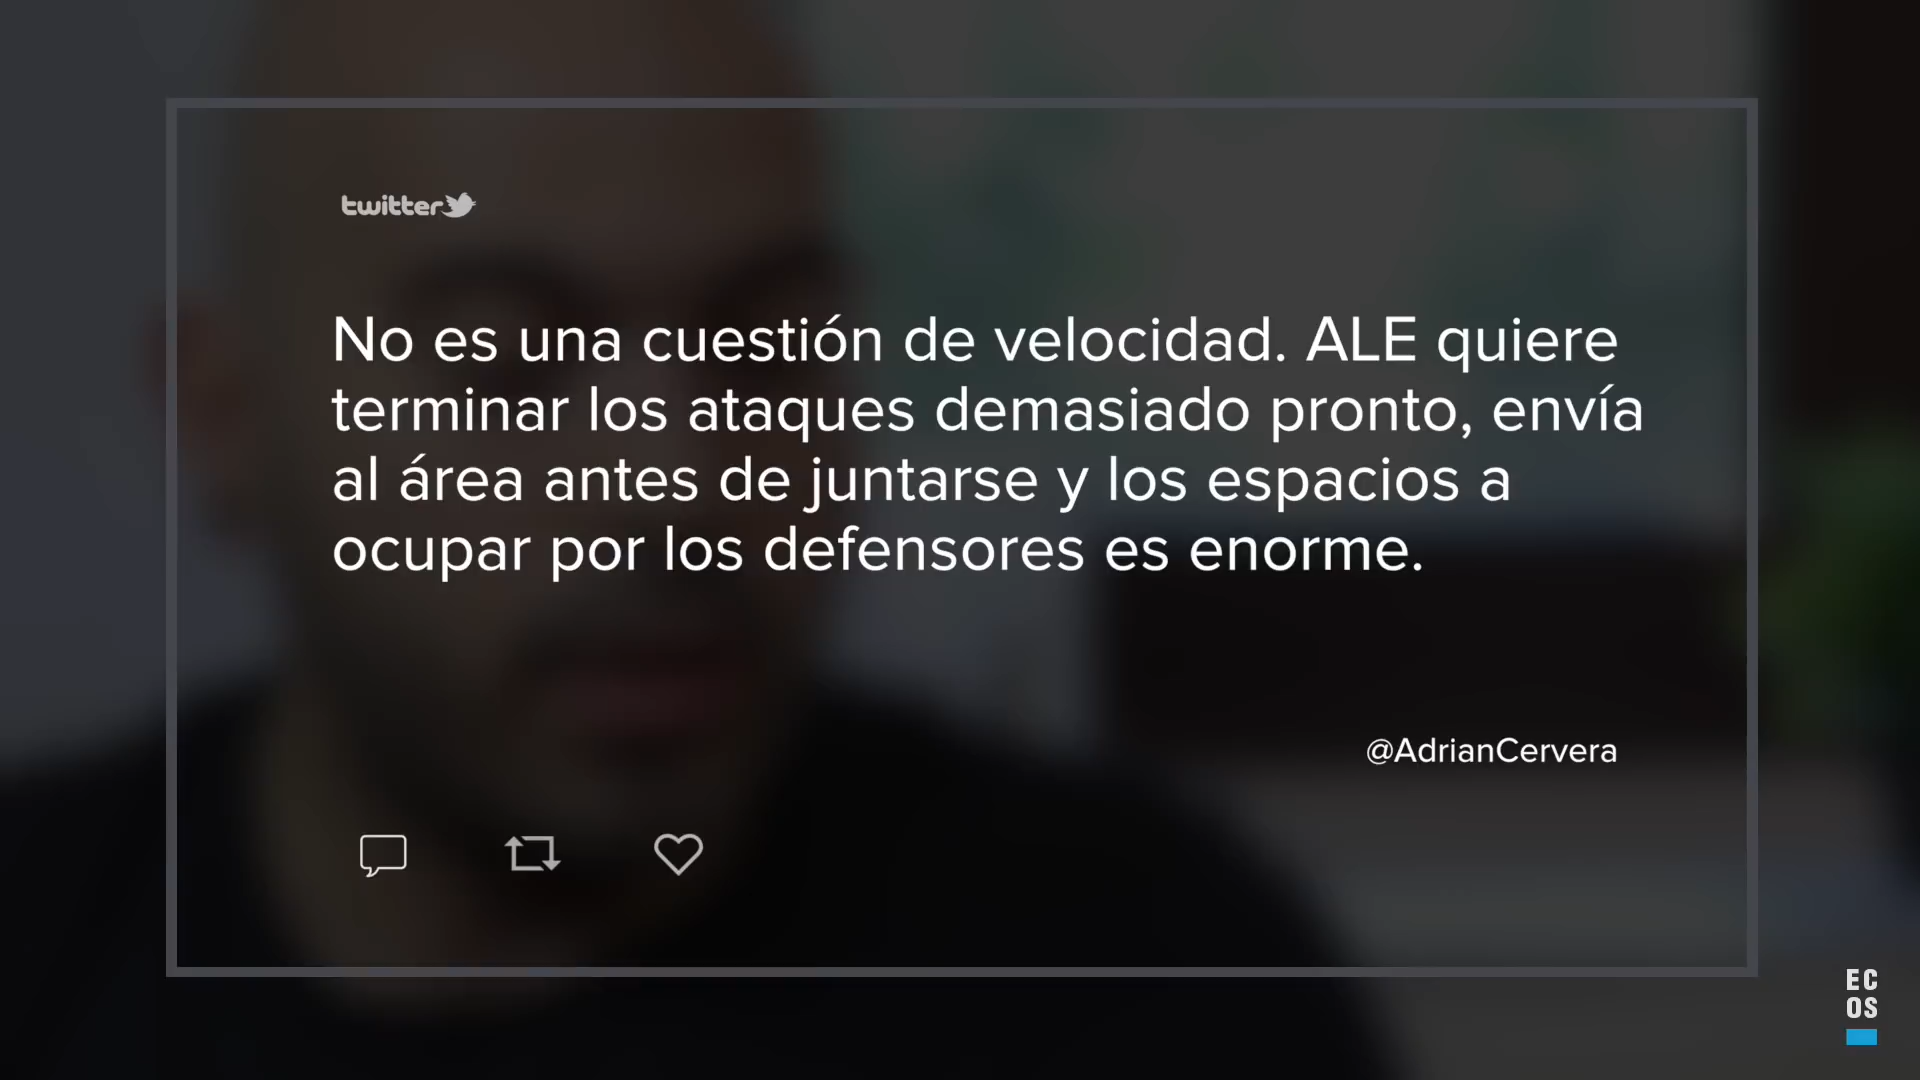 twitter
No es una cuestión de velocidad. ALE quiere
terminar los ataques demasiado pronto, envía
al área antes de juntarse y los espacios a
ocupar por los defensores es enorme.
@AdrianCervera
EC
OS